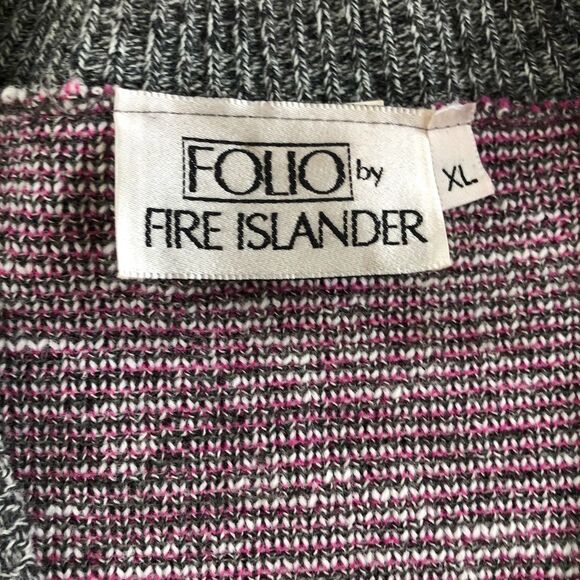 FOLIO by
FIRE ISLANDER
XL